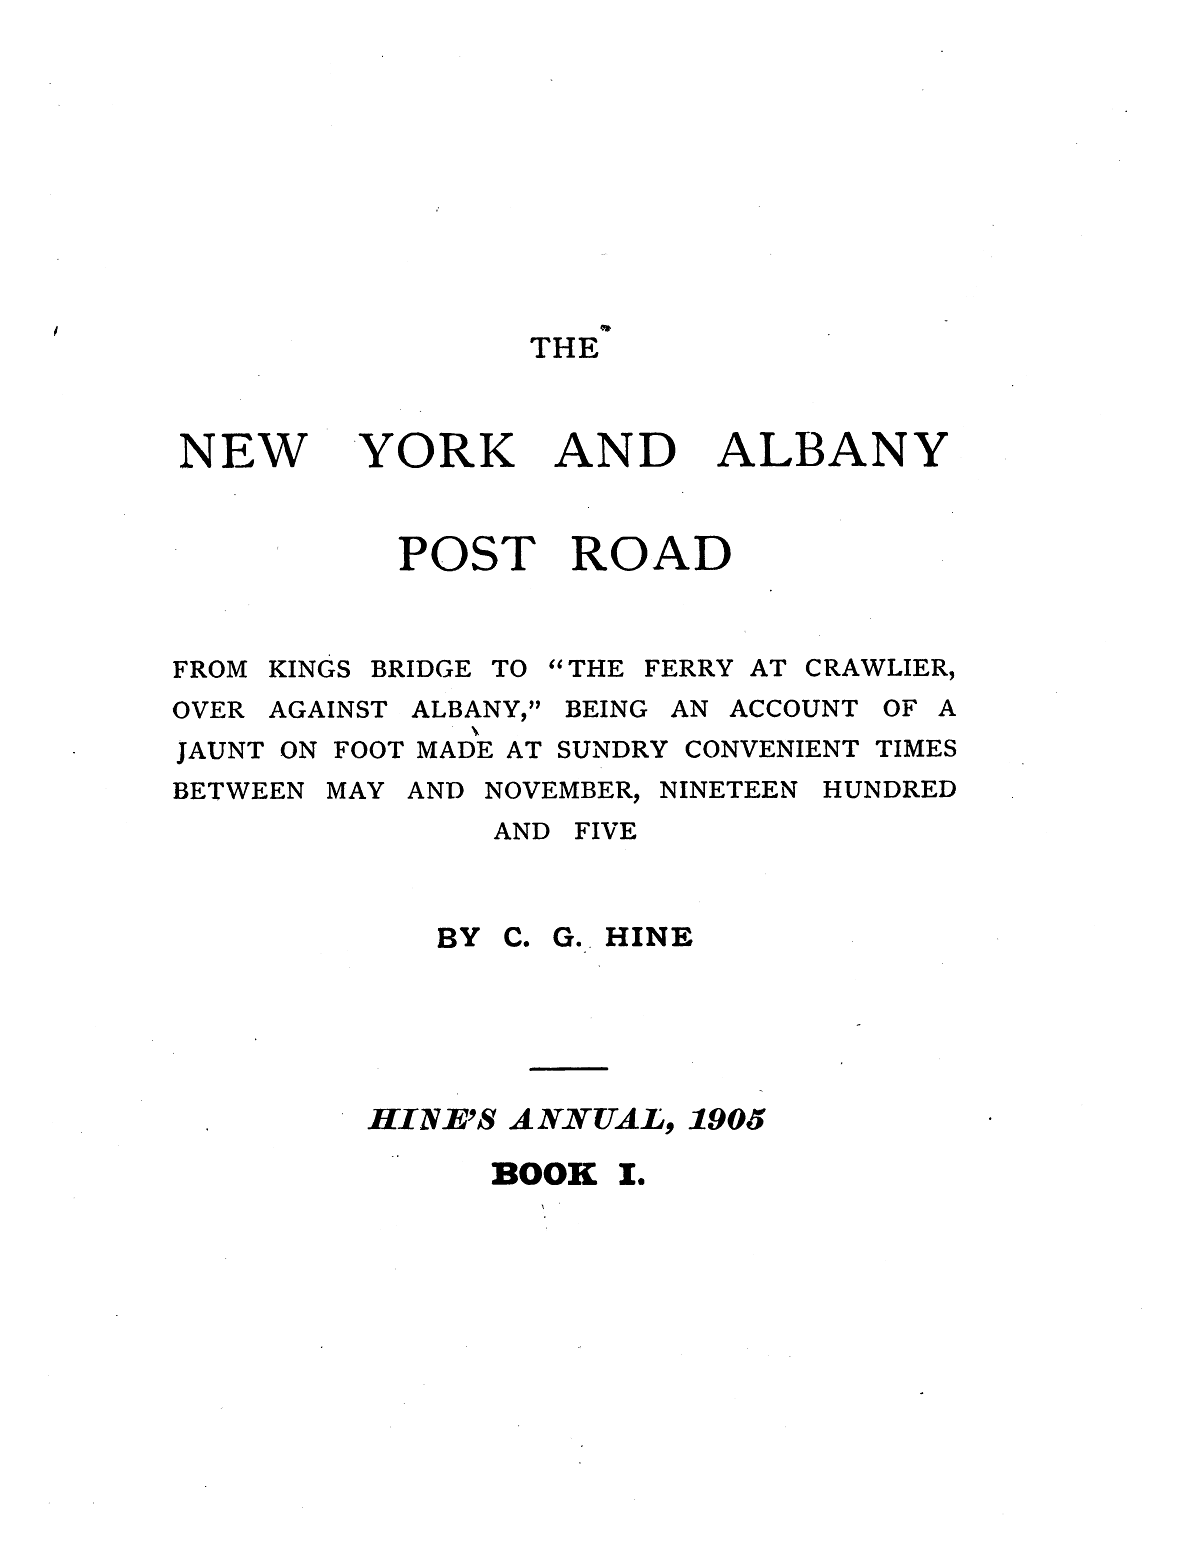 THE
NEW YORK AND ALBANY
POST ROAD
FROM KINGS BRIDGE TO “THE FERRY AT CRAWLIER,
OVER AGAINST ALBANY,” BEING AN ACCOUNT OF A
JAUNT ON FOOT MADE AT SUNDRY CONVENIENT TIMES
BETWEEN MAY AND NOVEMBER, NINETEEN HUNDRED
AND FIVE
BY C. G. HINE
HINE’S ANNUAL, 1905
BOOK I.